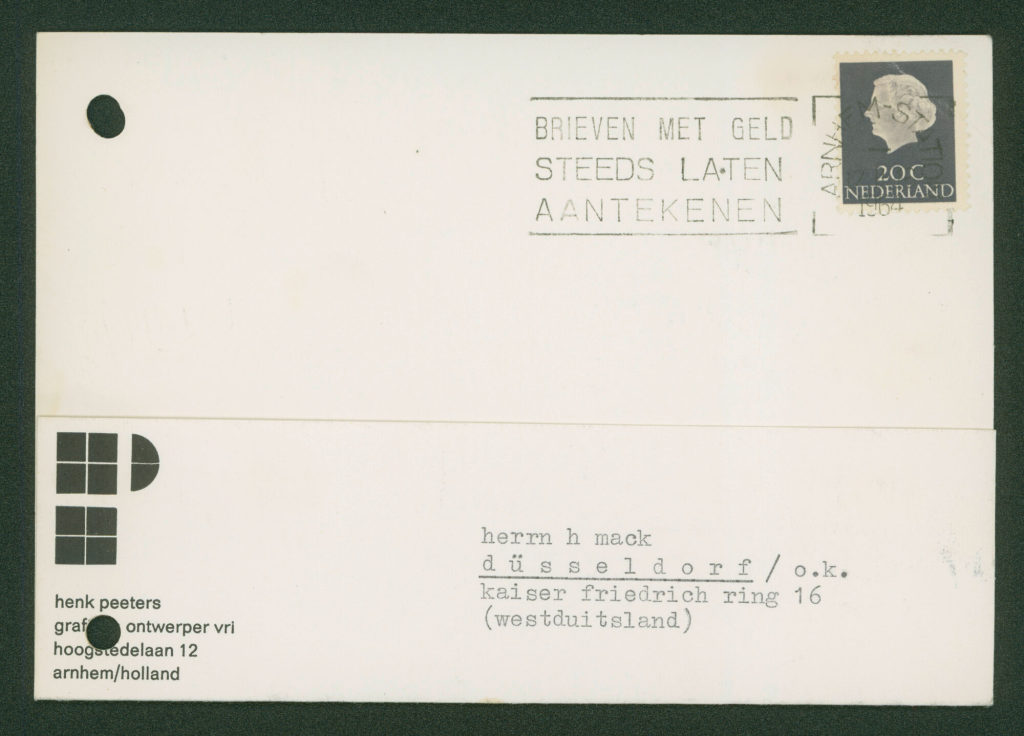 BRIEVEN MET GELD
STEEDS LATEN
AANTEKENEN
1964
20 C
NEDERLAND
herrn h mack
düsseldorf / o.k.
kaiser friedrich ring 16
(westduitsland)
henk peeters
ontwerper vri
hoogstedelaan 12
arnhem/holland